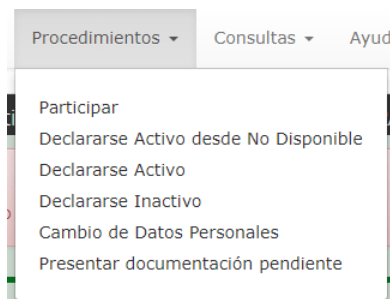 Procedimientos Consultas Ayud
Participar
Declararse Activo desde No Disponible
Declararse Activo
Declararse Inactivo
Cambio de Datos Personales
Presentar documentación pendiente